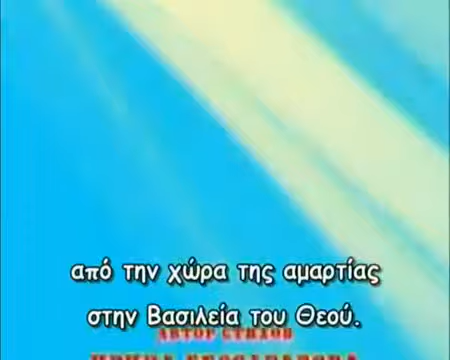 από την χώρα της αμαρτίας
στην Βασιλεία του Θεού.
АВТОР СТИХОВ